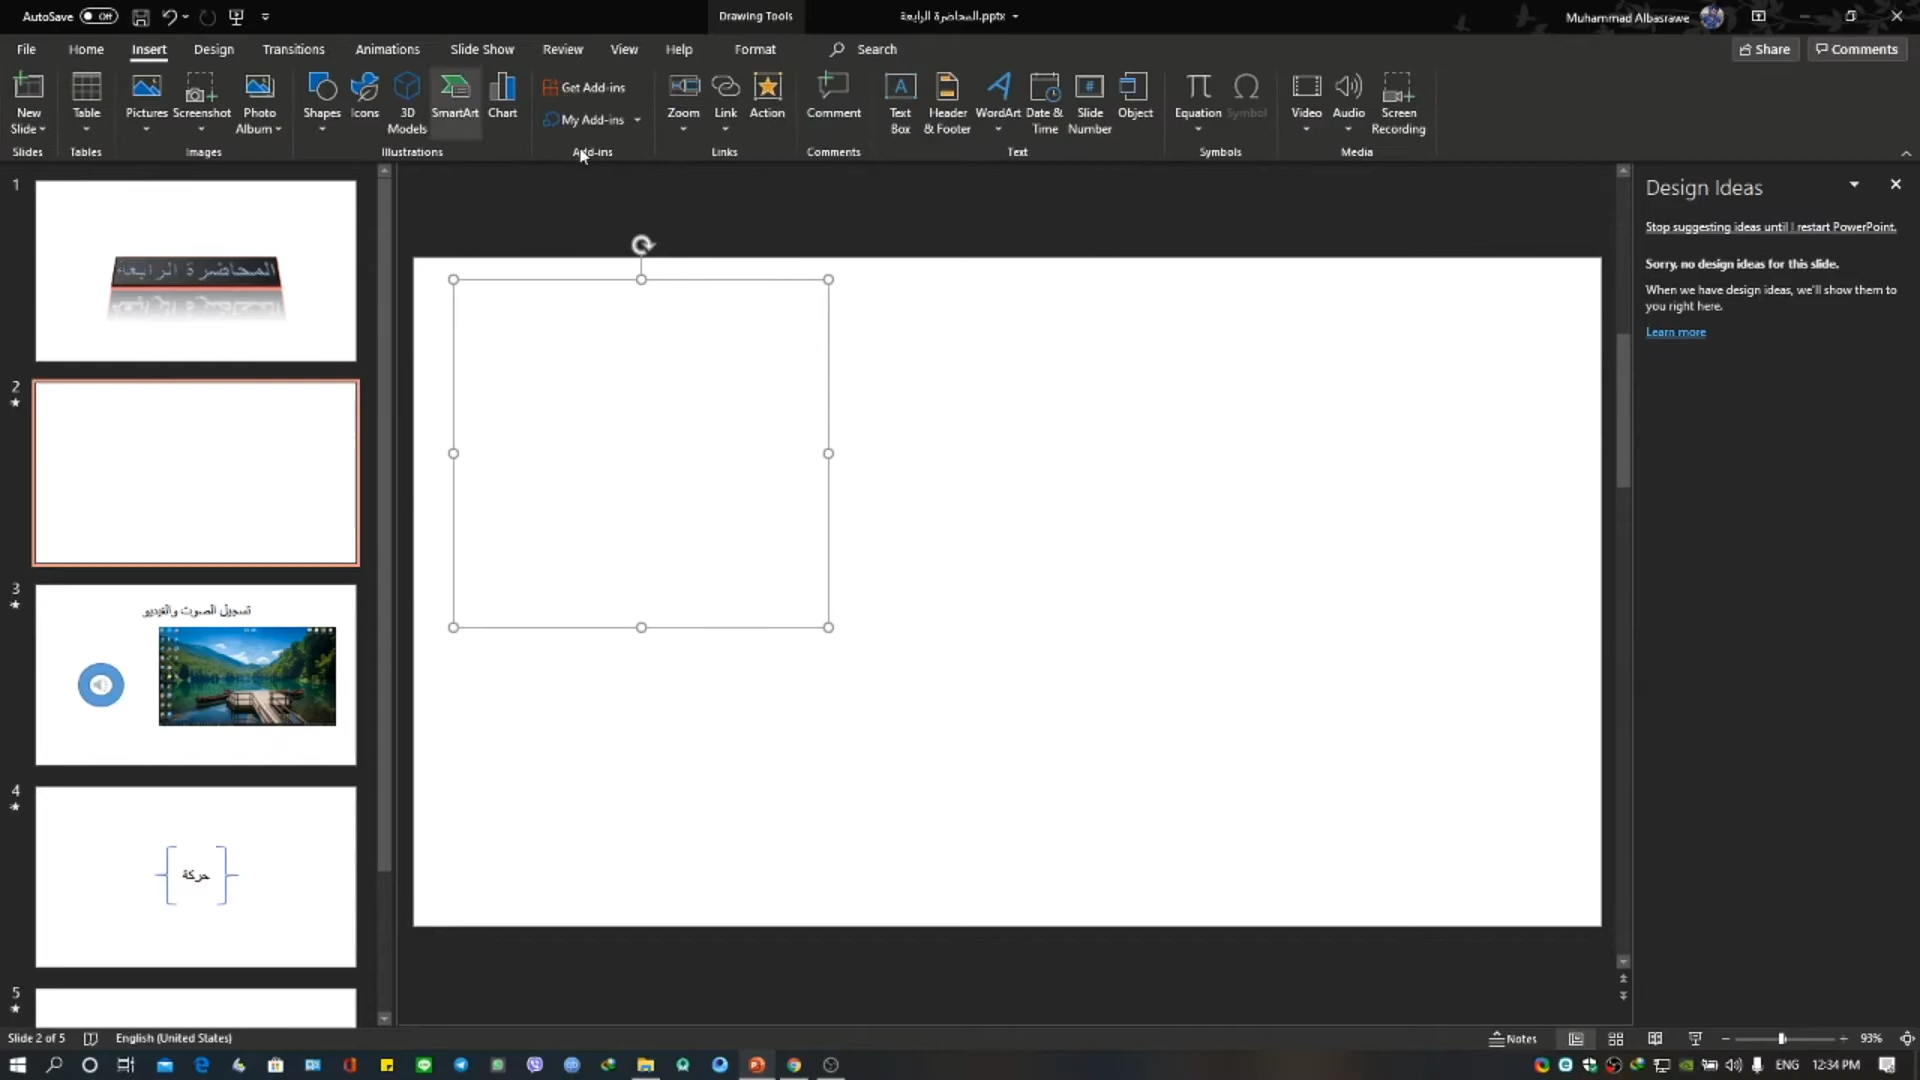 AutoSave Off
Drawing Tools
المحاضرة الرابعة.pptx
Muhammad Albasrawe
File Home Insert Design Transitions Animations Slide Show Review View Help Format Search
Share Comments
New Slide
Table
Pictures
Screenshot
Photo Album
Shapes
Icons
3D Models
SmartArt
Chart
Get Add-ins
My Add-ins
Zoom
Link
Action
Comment
Text Box
Header & Footer
WordArt
Date & Time
Slide Number
Object
Equation
Symbol
Video
Audio
Screen Recording
Slides Tables Images Illustrations Add-ins Links Comments Text Symbols Media
1
المحاضرة الرابعة
2
3
تسجيل الصوت والفيديو
4
حركة
5
Design Ideas
Stop suggesting ideas until I restart PowerPoint.
Sorry, no design ideas for this slide.
When we have design ideas, we'll show them to
you right here.
Learn more
Slide 2 of 5 English (United States) Notes 93%
ENG 12:34 PM